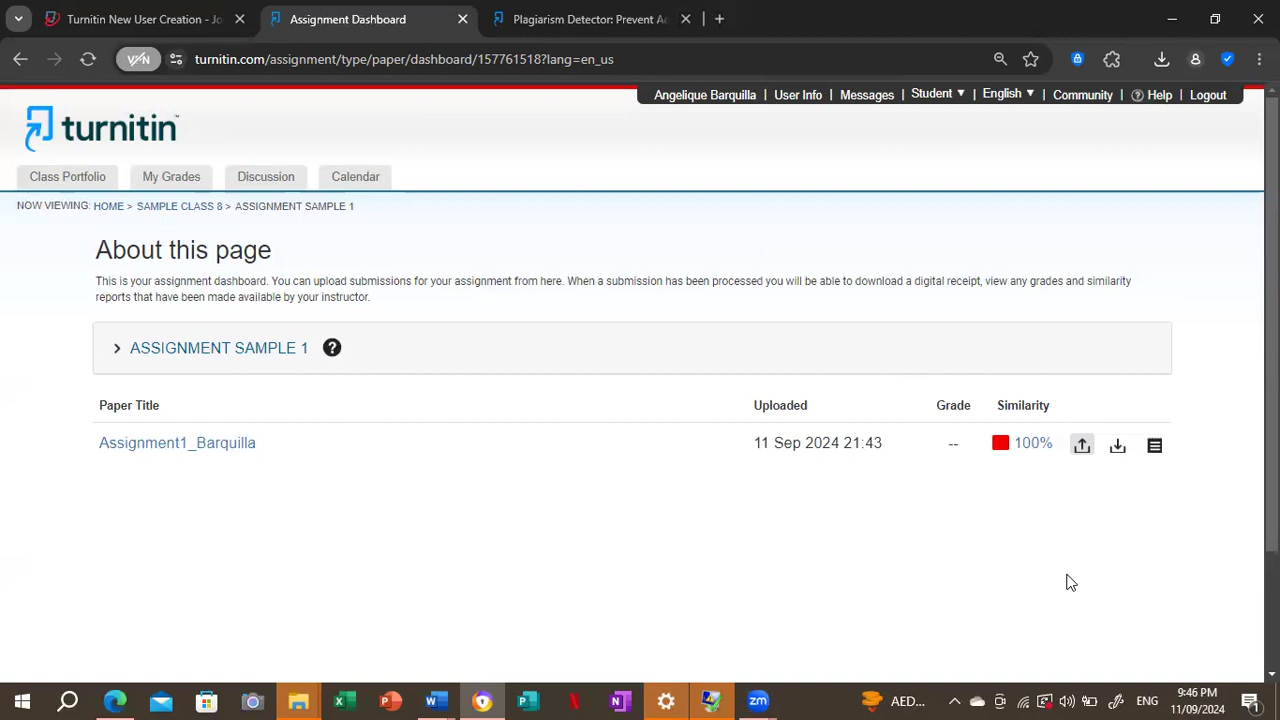 Turnitin New User Creation - Jo
Assignment Dashboard
Plagiarism Detector: Prevent Ac
VPN
turnitin.com/assignment/type/paper/dashboard/157761518?lang=en_us
Angelique Barquilla | User Info | Messages | Student ▼ | English ▼ | Community | ? Help | Logout
turnitin™
Class Portfolio
My Grades
Discussion
Calendar
NOW VIEWING: HOME > SAMPLE CLASS 8 > ASSIGNMENT SAMPLE 1
About this page
This is your assignment dashboard. You can upload submissions for your assignment from here. When a submission has been processed you will be able to download a digital receipt, view any grades and similarity
reports that have been made available by your instructor.
> ASSIGNMENT SAMPLE 1 ?
Paper Title Uploaded Grade Similarity
Assignment1_Barquilla 11 Sep 2024 21:43 -- 100%
zm
AED...
ENG
9:46 PM
11/09/2024
1